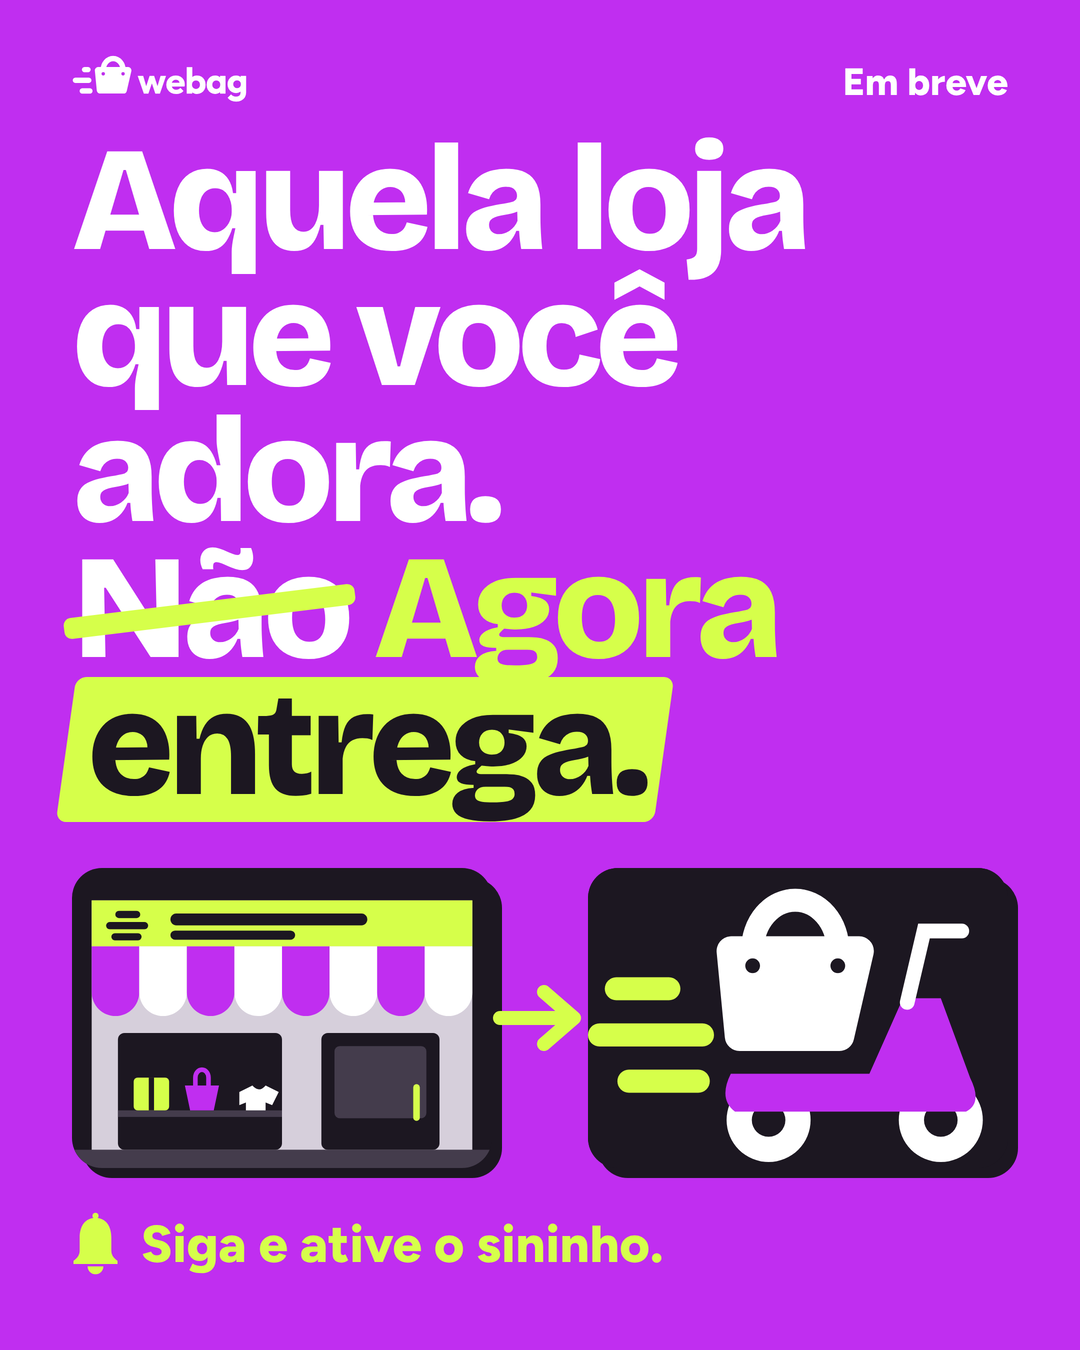 webag
Em breve
Aquela loja
que você
adora.
Não Agora
entrega.
Siga e ative o sininho.